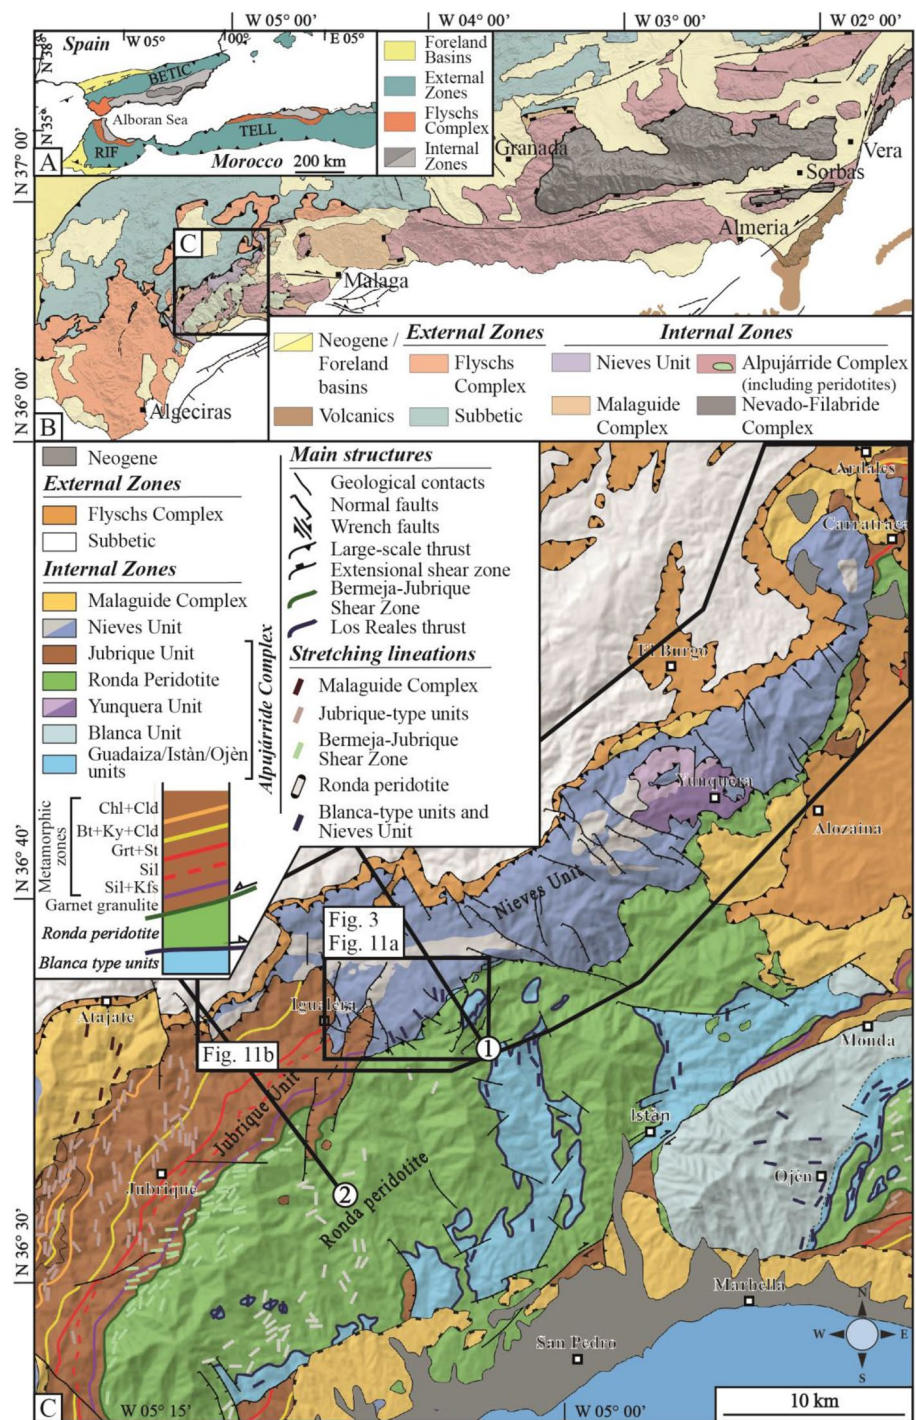 W 05° 00'
W 04° 00'
W 03° 00'
W 02° 00'
Spain
W 05°
00°
E 05°
N 38°
BETIC
Alboran Sea
N 35°
TELL
RIF
Morocco
200 km
A
Foreland
Basins
External
Zones
Flyschs
Complex
Internal
Zones
N 37° 00'
Granada
Vera
Sorbas
Almeria
C
Malaga
Algeciras
N 36° 00'
B
Neogene /
Foreland
basins
Volcanics
External Zones
Flyschs
Complex
Subbetic
Internal Zones
Nieves Unit
Malaguide
Complex
Alpujárride Complex
(including peridotites)
Nevado-Filabride
Complex
Neogene
External Zones
Flyschs Complex
Subbetic
Internal Zones
Malaguide Complex
Nieves Unit
Jubrique Unit
Ronda Peridotite
Yunquera Unit
Blanca Unit
Guadaiza/Istàn/Ojèn
units
Alpujárride Complex
Main structures
Geological contacts
Normal faults
Wrench faults
Large-scale thrust
Extensional shear zone
Bermeja-Jubrique
Shear Zone
Los Reales thrust
Stretching lineations
Malaguide Complex
Jubrique-type units
Bermeja-Jubrique
Shear Zone
Ronda peridotite
Blanca-type units and
Nieves Unit
Metamorphic
zones
Chl+Cld
Bt+Ky+Cld
Grt+St
Sil
Sil+Kfs
Garnet granulite
Ronda peridotite
Blanca type units
Ardales
Carratraca
El Burgo
Yunquera
Alozaina
N 36° 40'
Nieves Unit
Fig. 3
Fig. 11a
Igualéra
Atajate
Fig. 11b
1
Monda
Jubrique Unit
Istàn
Jubrique
Ojén
2
Ronda peridotite
N 36° 30'
Marbella
San Pedro
N
W
E
S
C
W 05° 15'
W 05° 00'
10 km